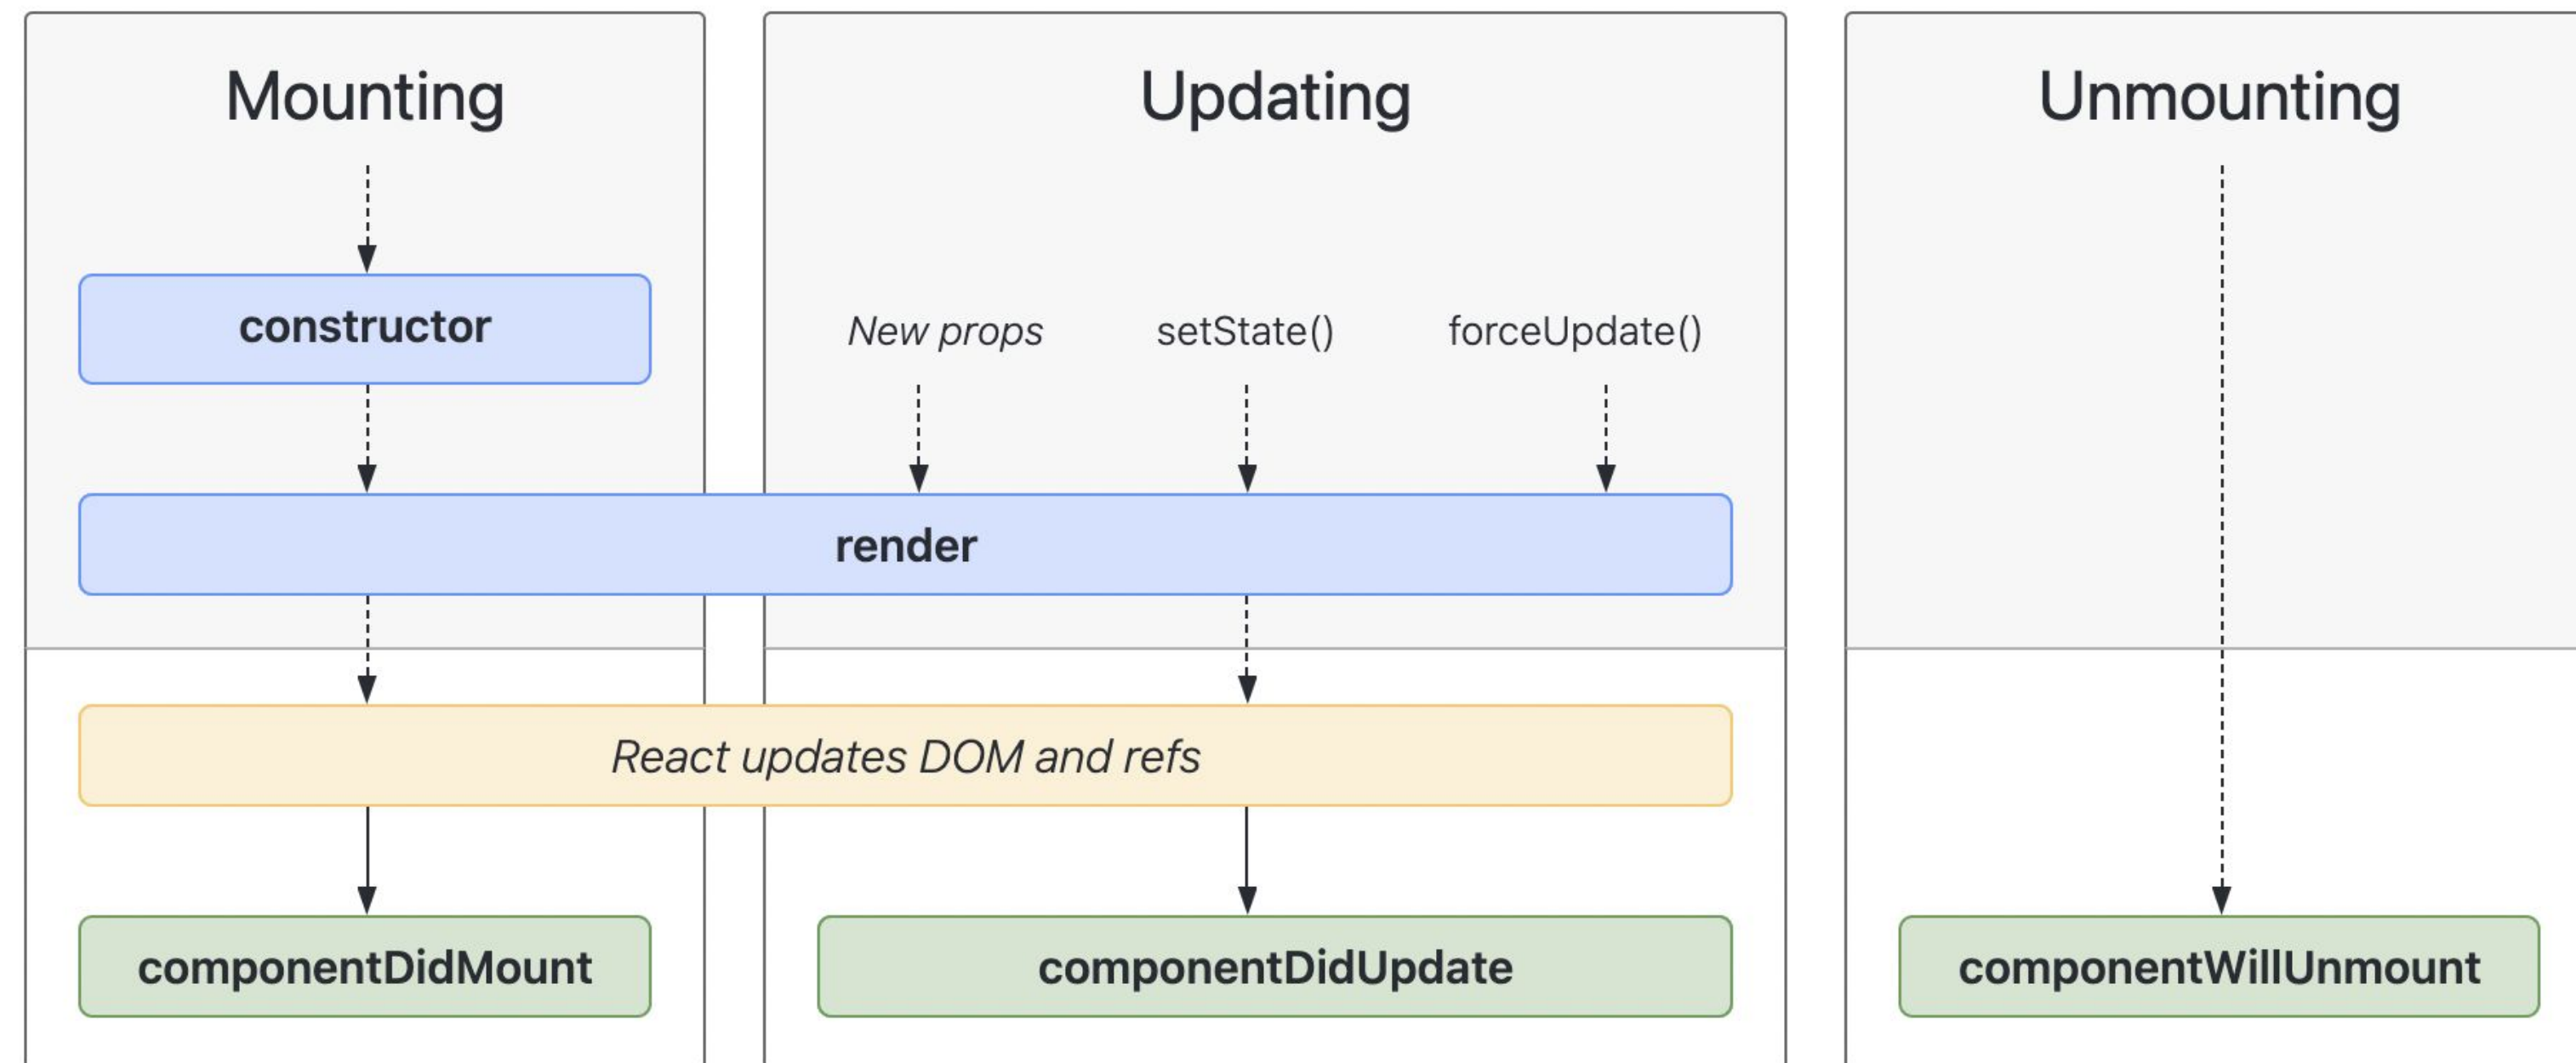 Mounting
Updating
Unmounting
constructor
New props
setState()
forceUpdate()
render
React updates DOM and refs
componentDidMount
componentDidUpdate
componentWillUnmount